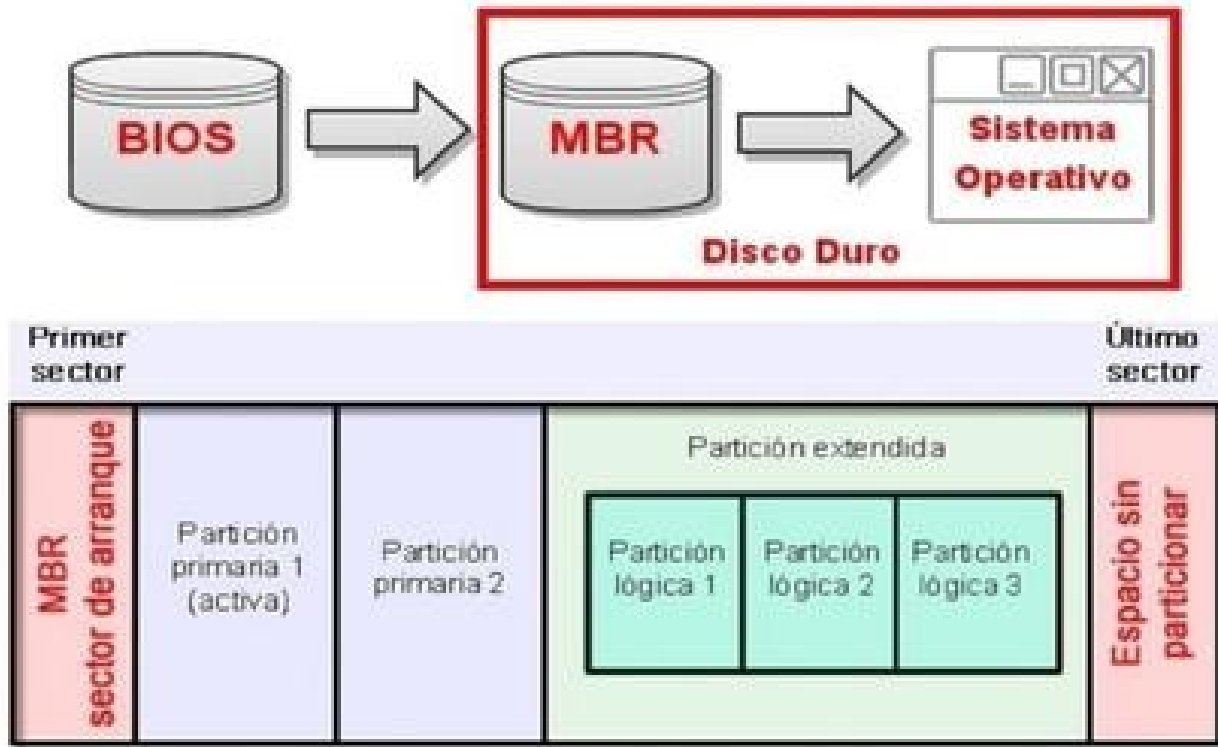 BIOS
MBR
Sistema
Operativo
Disco Duro
Primer
sector
Último
sector
MBR
sector de arranque
Partición
primaria 1
(activa)
Partición
primaria 2
Partición extendida
Partición
lógica 1
Partición
lógica 2
Partición
lógica 3
Espacio sin
particionar